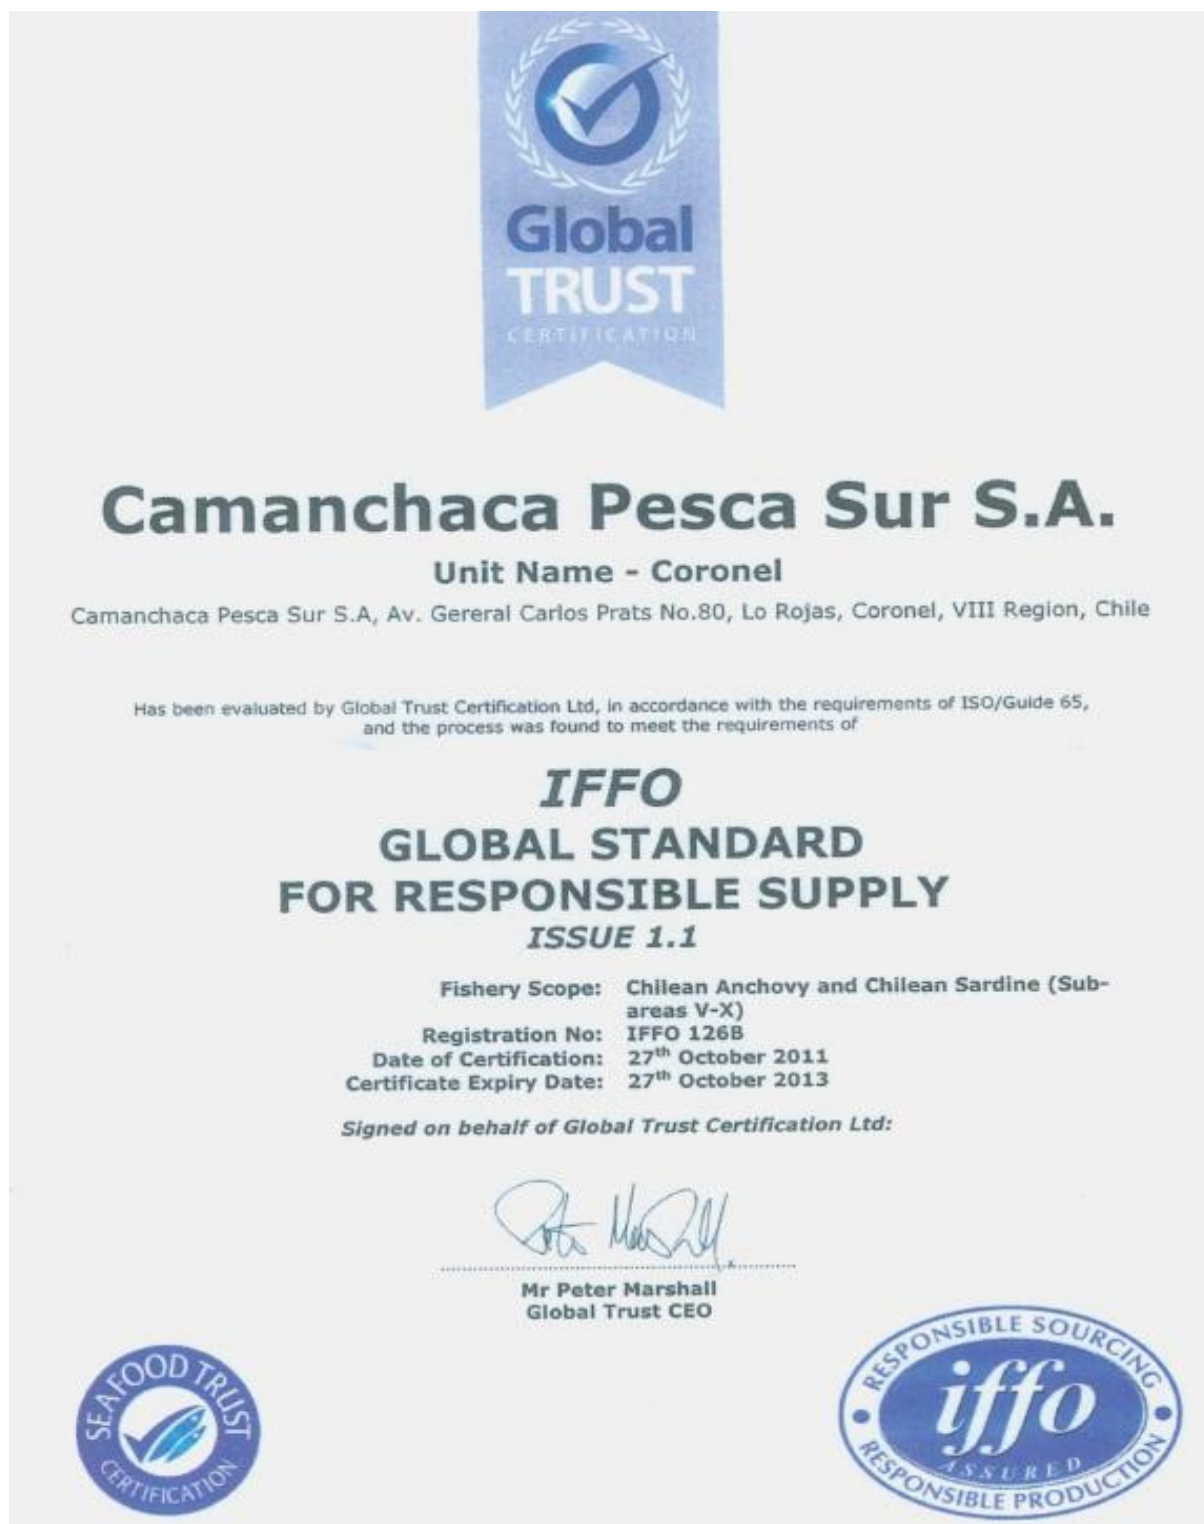 Global
TRUST
CERTIFICATION
Camanchaca Pesca Sur S.A.
Unit Name - Coronel
Camanchaca Pesca Sur S.A, Av. Gereral Carlos Prats No.80, Lo Rojas, Coronel, VIII Region, Chile
Has been evaluated by Global Trust Certification Ltd, in accordance with the requirements of ISO/Guide 65,
and the process was found to meet the requirements of
IFFO
GLOBAL STANDARD
FOR RESPONSIBLE SUPPLY
ISSUE 1.1
Fishery Scope: Chilean Anchovy and Chilean Sardine (Sub-
areas V-X)
Registration No: IFFO 126B
Date of Certification: 27th October 2011
Certificate Expiry Date: 27th October 2013
Signed on behalf of Global Trust Certification Ltd:
Peter Marshall
Mr Peter Marshall
Global Trust CEO
SEAFOOD TRUST
CERTIFICATION
RESPONSIBLE SOURCING
iffo
ASSURED
RESPONSIBLE PRODUCTION